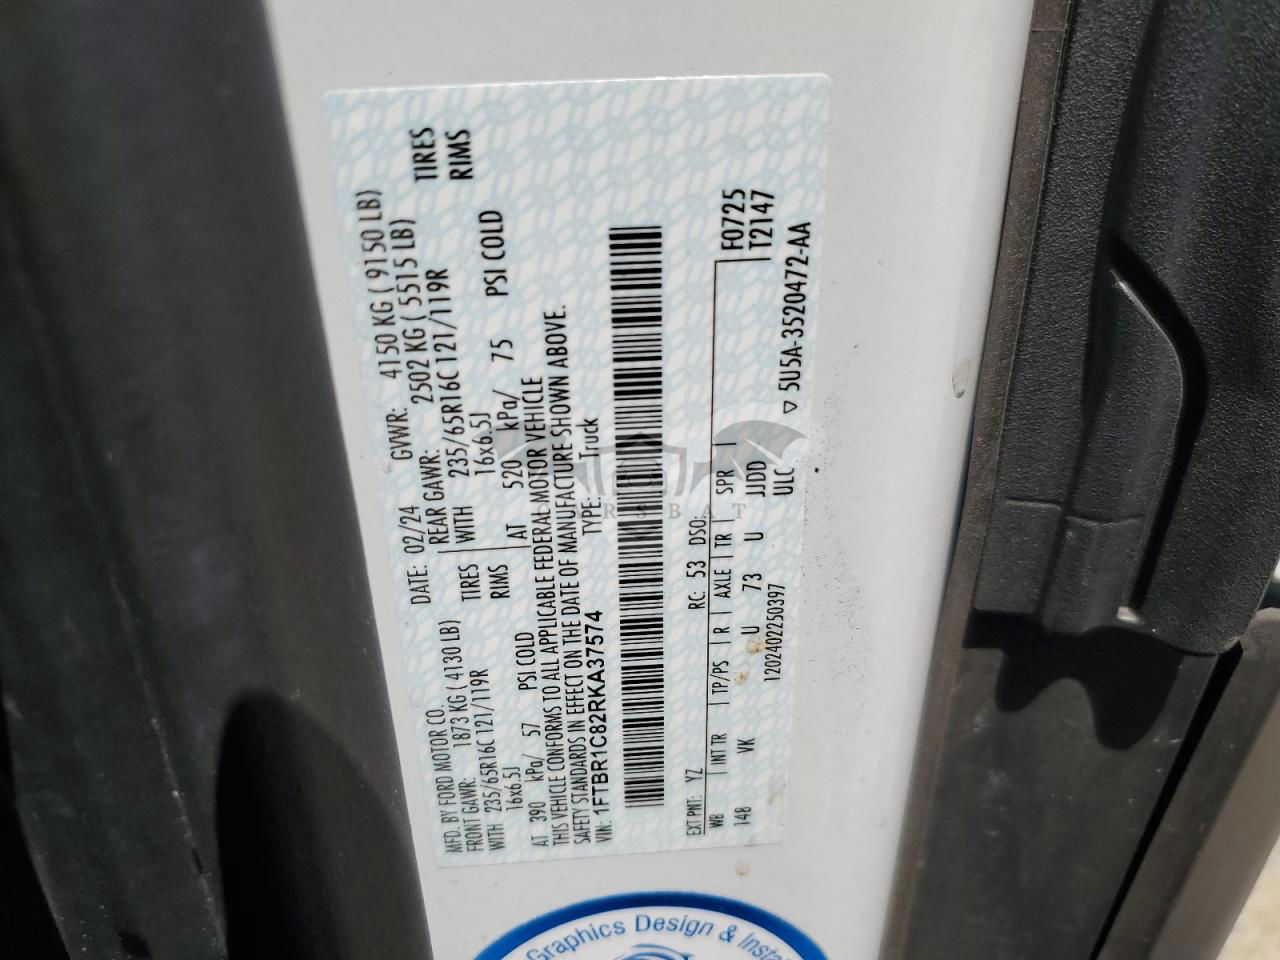 MFD. BY FORD MOTOR CO.
DATE: 02/24 GVWR: 4150 KG ( 9150 LB)
FRONT GAWR: 1873 KG ( 4130 LB)
REAR GAWR: 2502 KG ( 5515 LB)
WITH 235/65R16C 121/119R TIRES
WITH 235/65R16C 121/119R TIRES
16x6.5J RIMS
16x6.5J RIMS
AT 390 kPa/ 57 PSI COLD
AT 520 kPa/ 75 PSI COLD
THIS VEHICLE CONFORMS TO ALL APPLICABLE FEDERAL MOTOR VEHICLE
SAFETY STANDARDS IN EFFECT ON THE DATE OF MANUFACTURE SHOWN ABOVE.
VIN: 1FTBR1C82RKA37574 TYPE: Truck
EXT PNT: YZ RC: 53 DSO:
F0725
T2147
WB INT TR TP/PS R AXLE TR SPR
148 VK U 73 U JJDD
ULC
1202402250397
▽ 5U5A-3520472-AA
Graphics Design &